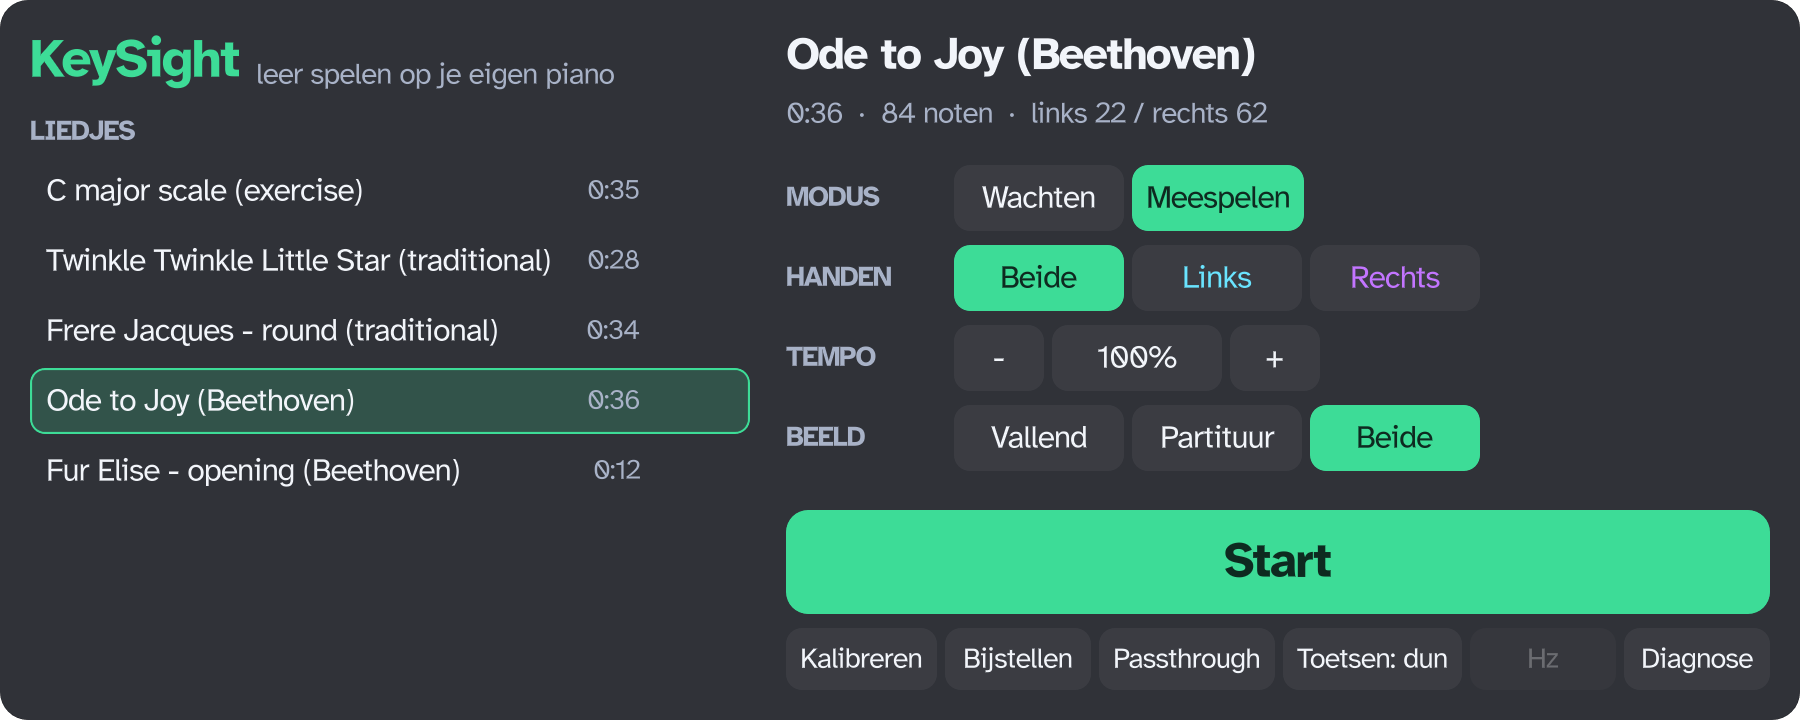 KeySight leer spelen op je eigen piano
LIEDJES
C major scale (exercise) 0:35
Twinkle Twinkle Little Star (traditional) 0:28
Frere Jacques - round (traditional) 0:34
Ode to Joy (Beethoven) 0:36
Fur Elise - opening (Beethoven) 0:12
Ode to Joy (Beethoven)
0:36 · 84 noten · links 22 / rechts 62
MODUS Wachten Meespelen
HANDEN Beide Links Rechts
TEMPO - 100% +
BEELD Vallend Partituur Beide
Start
Kalibreren Bijstellen Passthrough Toetsen: dun Hz Diagnose